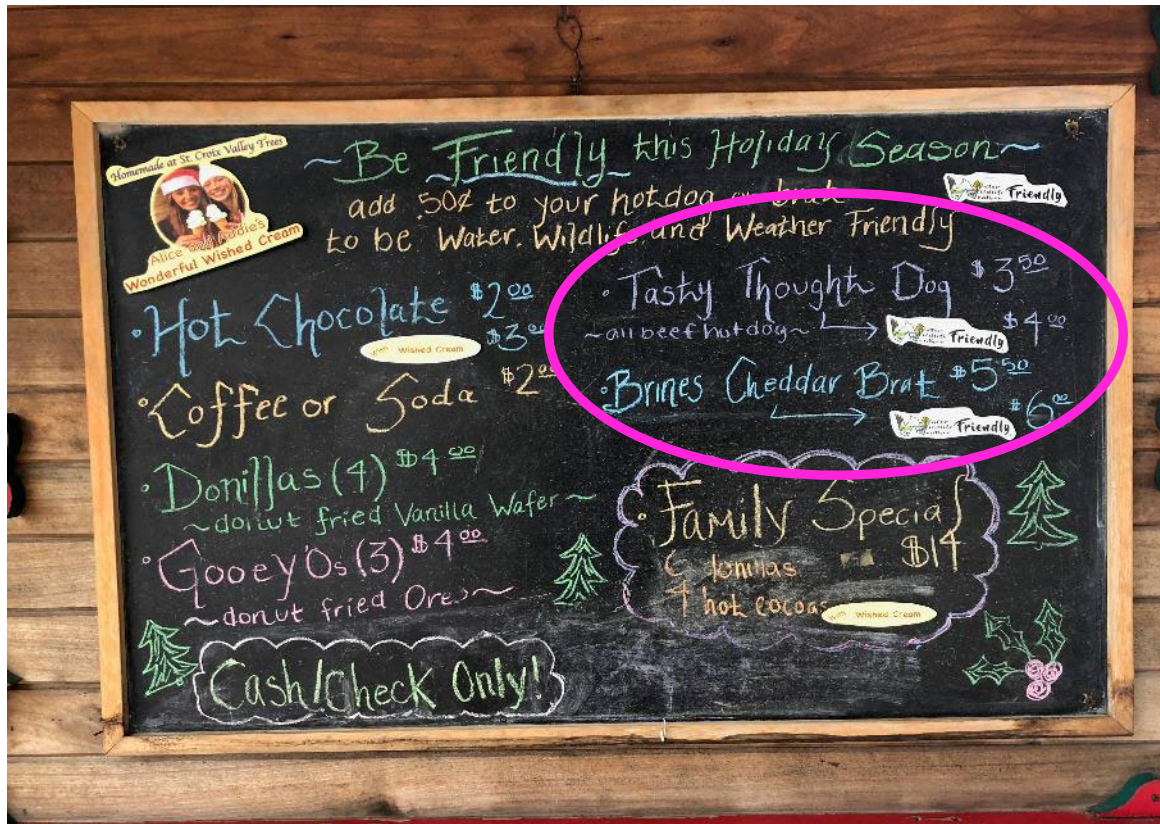 Homemade at St. Croix Valley Trees
Alice and Addie's
Wonderful Wished Cream
~Be Friendly this Holiday Season~
add .50¢ to your hotdog or brat
to be Water, Wildlife, and Weather Friendly
Friendly
• Hot Chocolate $2.00
with Wished Cream $3.00
• Coffee or Soda $2.00
• Donillas (4) $4.00
~donut fried Vanilla Wafer~
• Gooey'Os (3) $4.00
~donut fried Oreo~
Cash/Check Only!
• Tasty Thought Dog $3.50
~all beef hotdog~ Friendly $4.00
• Brines Cheddar Brat $5.50
Friendly $6.00
• Family Special
donillas $14
4 hot cocoas with Wished Cream